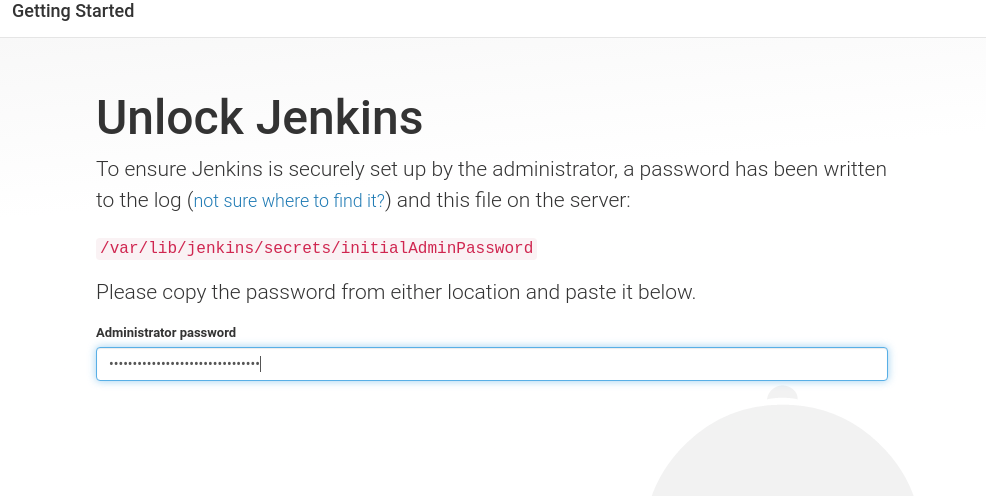 Getting Started
Unlock Jenkins
To ensure Jenkins is securely set up by the administrator, a password has been written
to the log (not sure where to find it?) and this file on the server:
/var/lib/jenkins/secrets/initialAdminPassword
Please copy the password from either location and paste it below.
Administrator password
••••••••••••••••••••••••••••••••